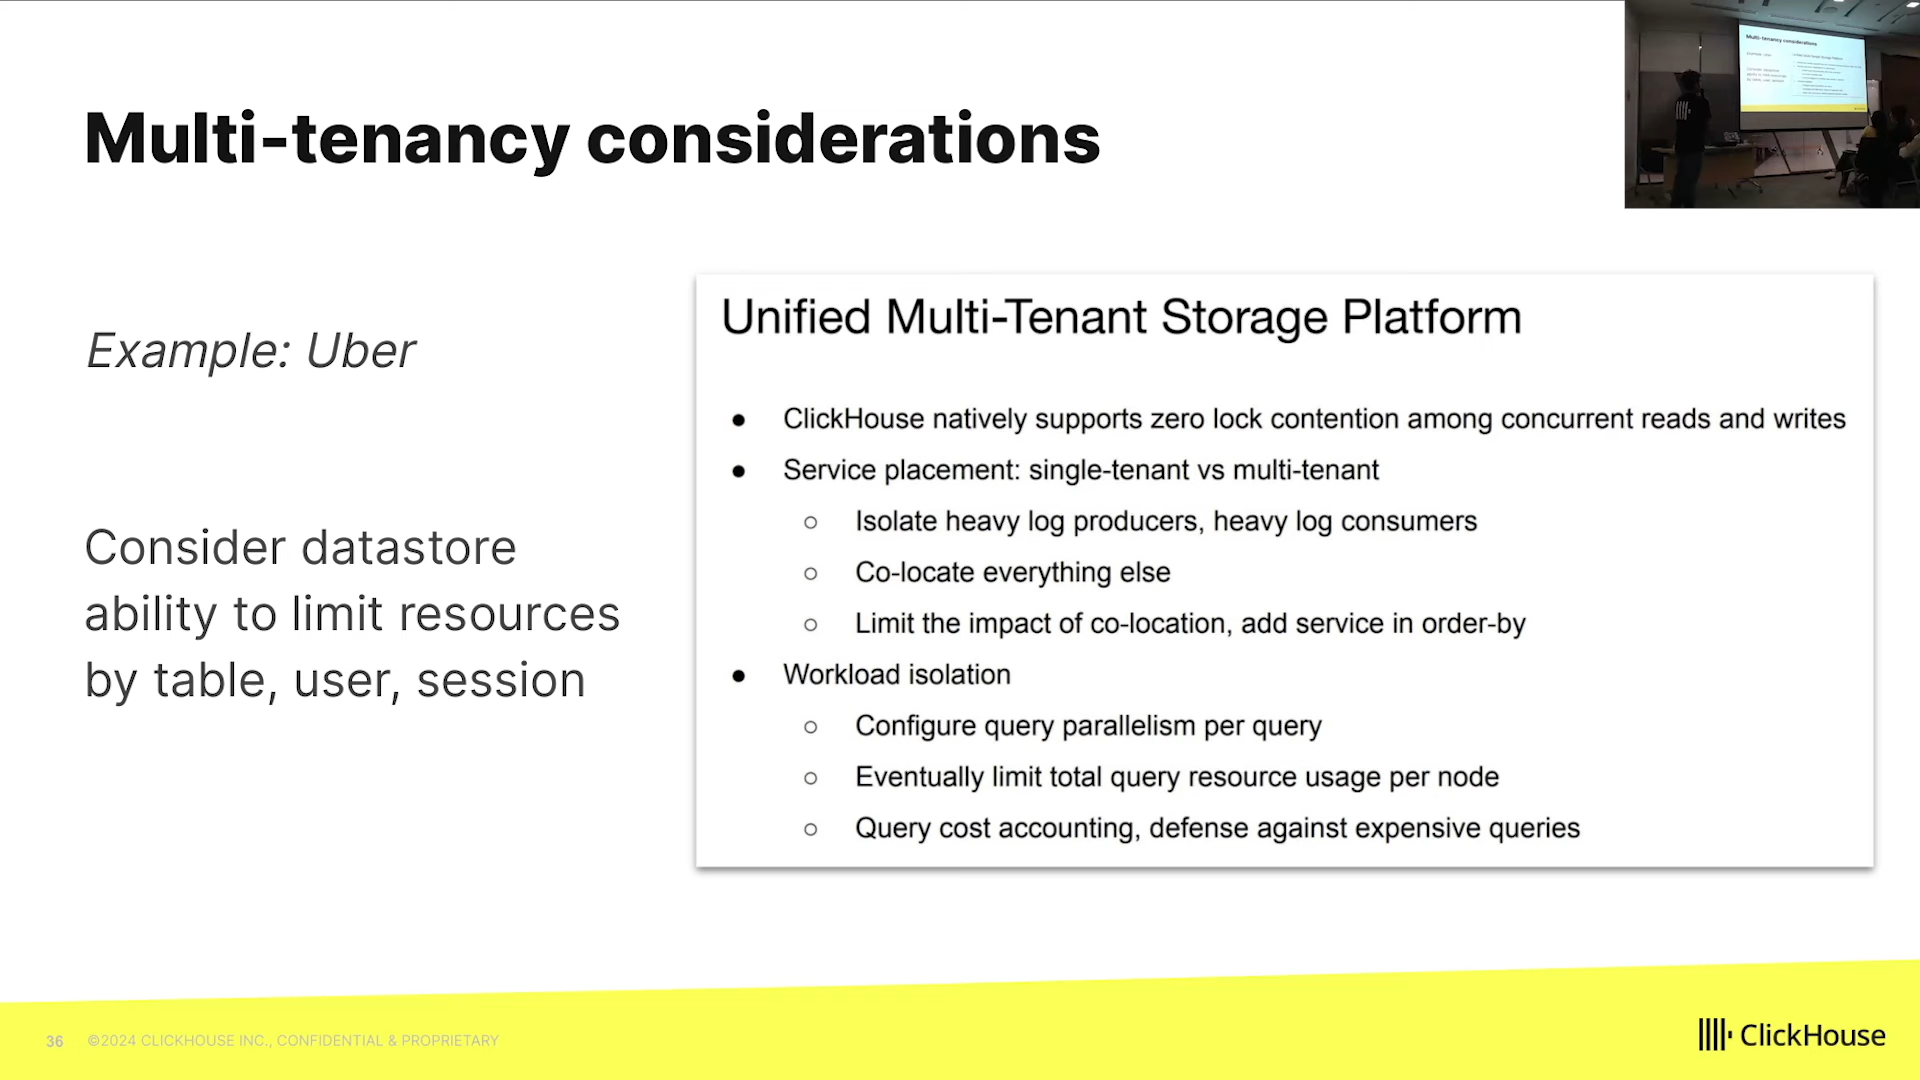 Multi-tenancy considerations
Multi-tenancy considerations
Example: Uber
Consider datastore
ability to limit resources
by table, user, session
Unified Multi-Tenant Storage Platform
● ClickHouse natively supports zero lock contention among concurrent reads and writes
● Service placement: single-tenant vs multi-tenant
○ Isolate heavy log producers, heavy log consumers
○ Co-locate everything else
○ Limit the impact of co-location, add service in order-by
● Workload isolation
○ Configure query parallelism per query
○ Eventually limit total query resource usage per node
○ Query cost accounting, defense against expensive queries
36 ©2024 CLICKHOUSE INC., CONFIDENTIAL & PROPRIETARY
ClickHouse